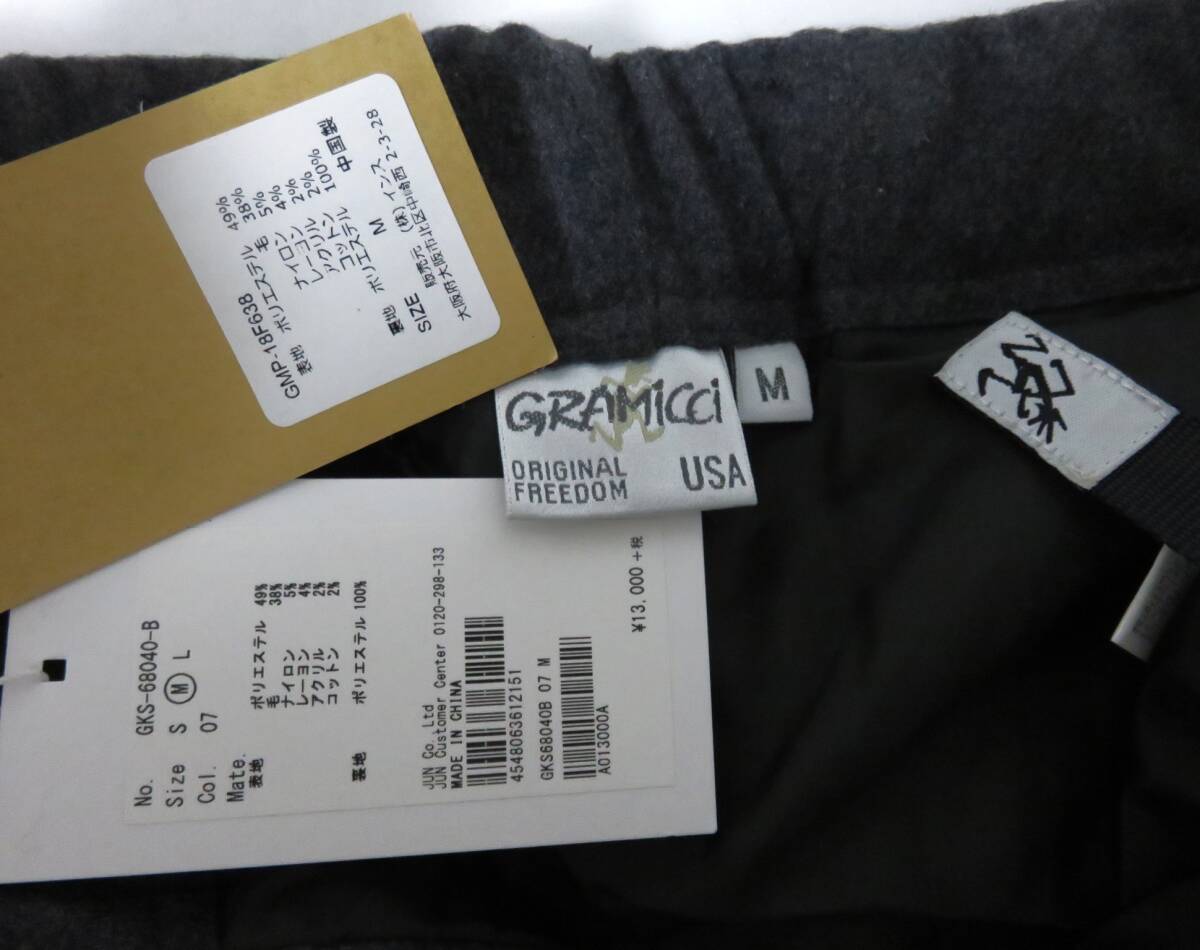 GMP-18F638
表地 ポリエステル 49%
毛 38%
ナイロン 5%
レーヨン 4%
アクリル 2%
コットン 2%
裏地 ポリエステル 100%
SIZE M 中国製
販売元 (株)インス
大阪府大阪市北区中崎西 2-3-28
GRAMiCCi
ORIGINAL
FREEDOM
USA
M
No. GKS-68040-B
Size S M L
Col. 07
Mate.
表地 ポリエステル 49%
毛 38%
ナイロン 5%
レーヨン 4%
アクリル 2%
コットン 2%
裏地 ポリエステル 100%
JUN Co. Ltd
JUN Customer Center 0120-298-133
MADE IN CHINA
4548063612151
GKS68040B 07 M
A013000A
¥13,000+税